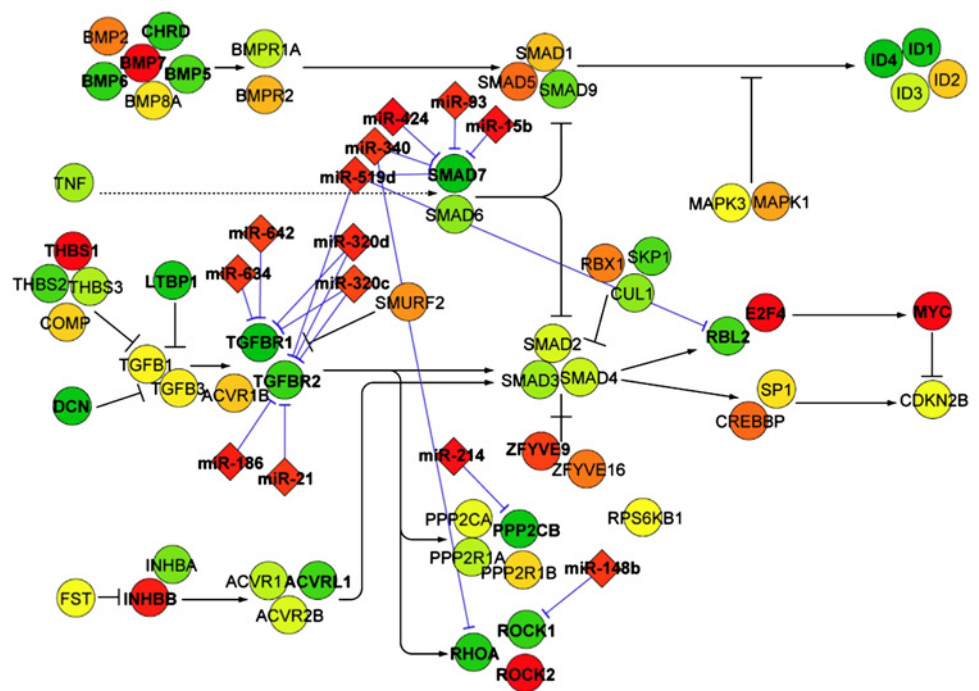 BMP2
CHRD
BMP7
BMP6
BMP5
BMP8A
BMPR1A
BMPR2
SMAD1
SMAD5
SMAD9
ID4
ID1
ID3
ID2
miR-93
miR-424
miR-15b
miR-340
miR-519d
SMAD7
SMAD6
TNF
MAPK3
MAPK1
miR-642
miR-320d
miR-634
miR-320c
THBS1
THBS2
THBS3
COMP
LTBP1
SMURF2
RBX1
SKP1
CUL1
TGFBR1
TGFBR2
TGFB1
TGFB3
ACVR1B
DCN
SMAD2
SMAD3
SMAD4
E2F4
RBL2
MYC
SP1
CREBBP
CDKN2B
miR-186
miR-21
miR-214
ZFYVE9
ZFYVE16
PPP2CA
PPP2CB
PPP2R1A
PPP2R1B
RPS6KB1
miR-148b
INHBA
FST
INHBB
ACVR1
ACVRL1
ACVR2B
RHOA
ROCK1
ROCK2